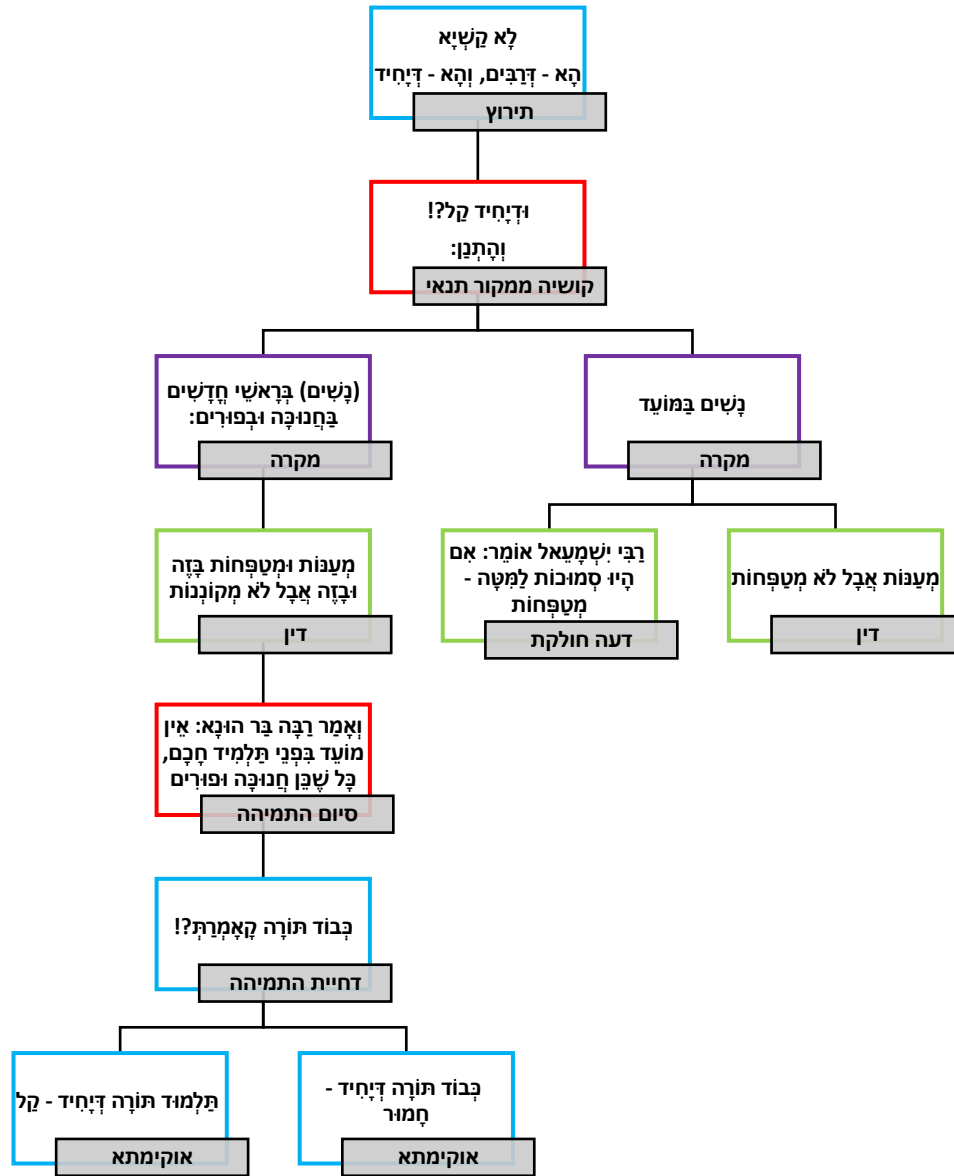 לָא קַשְׁיָא
הָא - דְּרַבִּים, וְהָא - דְּיָחִיד
תירוץ
וּדְיָחִיד קַל?!
וְהָתְנַן:
קושיה ממקור תנאי
נָשִׁים בַּמּוֹעֵד
מקרה
(נָשִׁים) בְּרָאשֵׁי חֳדָשִׁים
בַּחֲנוּכָּה וּבְפוּרִים:
מקרה
מְעַנּוֹת אֲבָל לֹא מְטַפְּחוֹת
דין
רַבִּי יִשְׁמָעֵאל אוֹמֵר: אִם
הָיוּ סְמוּכוֹת לַמִּטָּה -
מְטַפְּחוֹת
דעה חולקת
מְעַנּוֹת וּמְטַפְּחוֹת בָּזֶה
וּבָזֶה אֲבָל לֹא מְקוֹנְנוֹת
דין
וְאָמַר רַבָּה בַּר הוּנָא: אֵין
מוֹעֵד בִּפְנֵי תַּלְמִיד חָכָם,
כָּל שֶׁכֵּן חֲנוּכָּה וּפוּרִים
סיום התמיהה
כְּבוֹד תּוֹרָה קָאָמְרַתְּ?!
דחיית התמיהה
כְּבוֹד תּוֹרָה דְּיָחִיד -
חָמוּר
אוקימתא
תַּלְמוּד תּוֹרָה דְּיָחִיד - קַל
אוקימתא